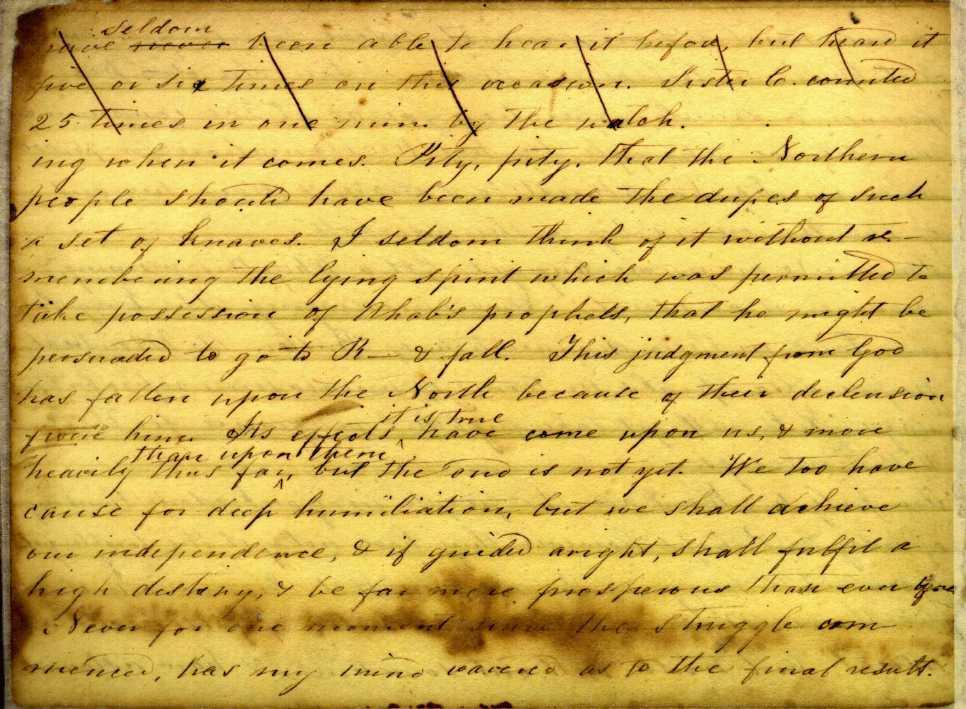 seldom
have never been able to hear it before, but heard it
five or six times on this occasion. Sister C. counted
25 times in one min. by the watch.
ing when it comes. Pity, pity, that the Northern
people should have been made the dupes of such
a set of knaves. I seldom think of it without re-
membering the lying spirit which was permitted to
take possession of Ahab's prophets, that he might be
persuaded to go to R— & fall. This judgment from God
has fallen upon the North because of their declension
it is true
from him. Its effects ^ have come upon us, & more
than upon them
heavily thus far, ^ but the end is not yet. We too have
cause for deep humiliation, but we shall achieve
our independence, & if guided aright, shall fulfil a
high destiny, & be far more prosperous than ever before
Never for one moment since the struggle com
menced, has my mind wavered as to the final result.